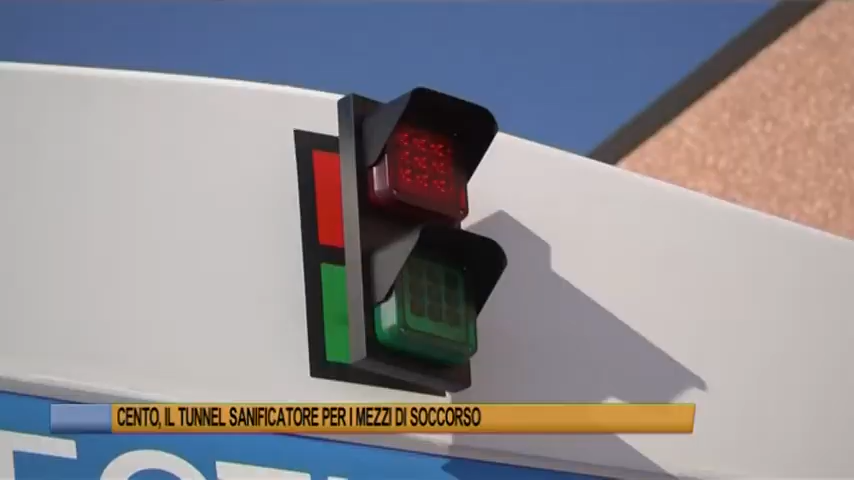 CENTO, IL TUNNEL SANIFICATORE PER I MEZZI DI SOCCORSO